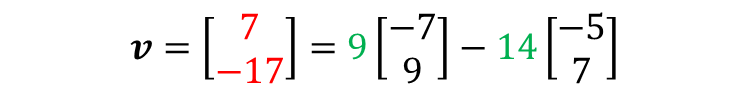 v = [7 −17] = 9 [−7 9] − 14 [−5 7]